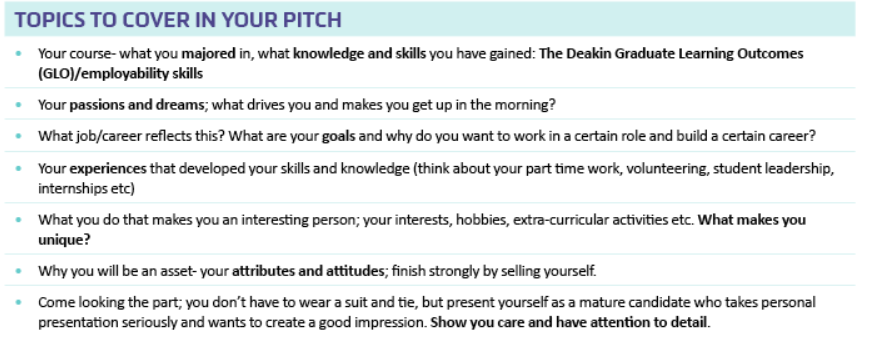 TOPICS TO COVER IN YOUR PITCH
• Your course- what you majored in, what knowledge and skills you have gained: The Deakin Graduate Learning Outcomes
(GLO)/employability skills
• Your passions and dreams; what drives you and makes you get up in the morning?
• What job/career reflects this? What are your goals and why do you want to work in a certain role and build a certain career?
• Your experiences that developed your skills and knowledge (think about your part time work, volunteering, student leadership,
internships etc)
• What you do that makes you an interesting person; your interests, hobbies, extra-curricular activities etc. What makes you
unique?
• Why you will be an asset- your attributes and attitudes; finish strongly by selling yourself.
• Come looking the part; you don’t have to wear a suit and tie, but present yourself as a mature candidate who takes personal
presentation seriously and wants to create a good impression. Show you care and have attention to detail.